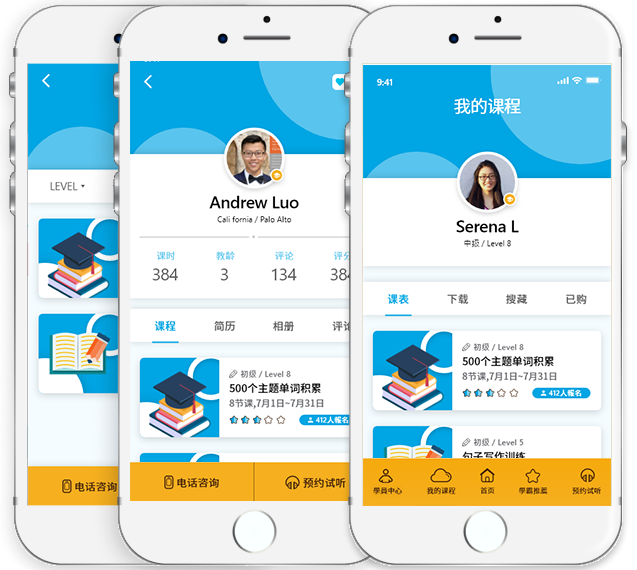 LEVEL
电话咨询
Andrew Luo
Cali fornia / Palo Alto
课时
教龄
评论
评分
384
3
134
384
课程
简历
相册
评论
初级 / Level 8
500个主题单词积累
8节课,7月1日~7月31日
412人報名
电话咨询
预约试听
9:41
我的课程
Serena L
中级 / Level 8
课表
下载
搜藏
已购
初级 / Level 8
500个主题单词积累
8节课,7月1日~7月31日
412人報名
初级 / Level 5
句子写作训练
學員中心
我的课程
首页
学霸推薦
预约试听